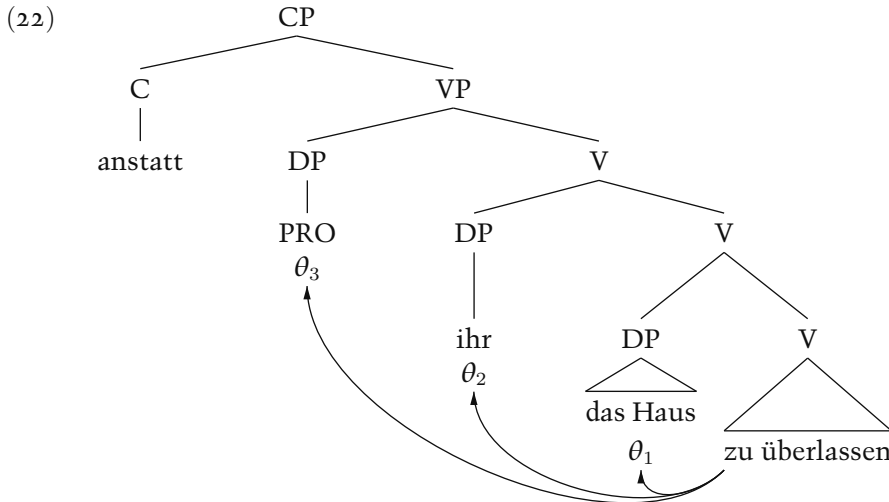 (22) CP
C VP
anstatt DP V
PRO DP V
θ₃
ihr DP V
θ₂
das Haus
θ₁ zu überlassen